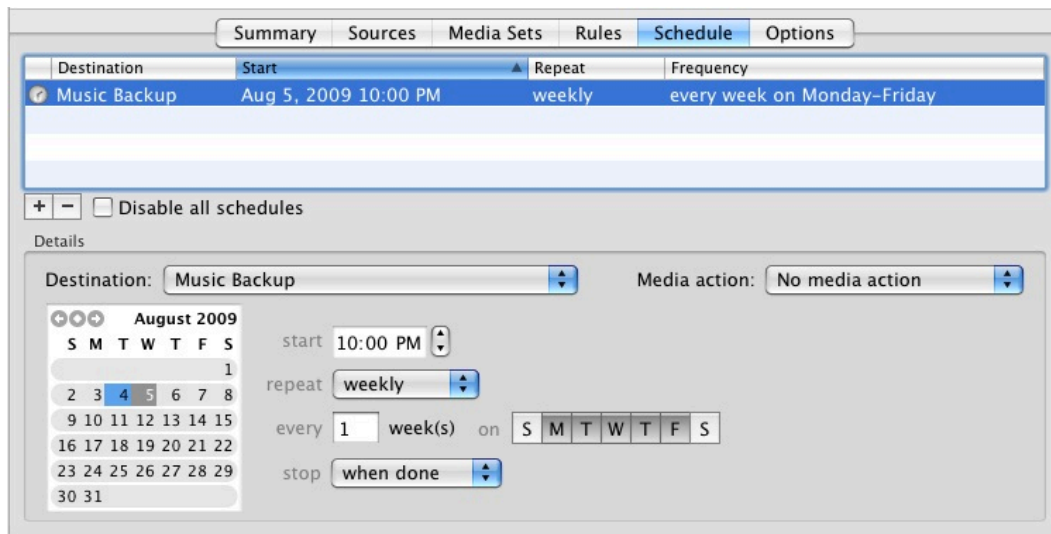 Summary Sources Media Sets Rules Schedule Options
Destination Start Repeat Frequency
Music Backup Aug 5, 2009 10:00 PM weekly every week on Monday–Friday
+ − Disable all schedules
Details
Destination: Music Backup Media action: No media action
August 2009
S M T W T F S
1
2 3 4 5 6 7 8
9 10 11 12 13 14 15
16 17 18 19 20 21 22
23 24 25 26 27 28 29
30 31
start 10:00 PM
repeat weekly
every 1 week(s) on S M T W T F S
stop when done